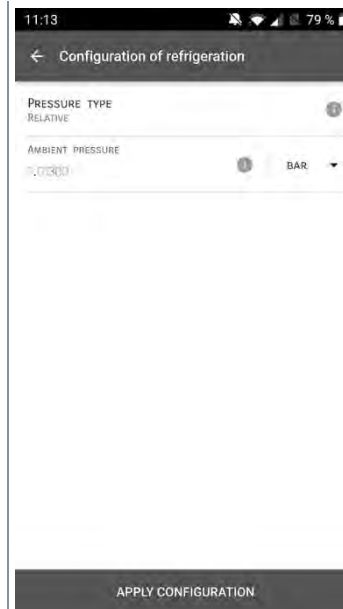 11:13 79 %
Configuration of refrigeration
PRESSURE TYPE
RELATIVE
AMBIENT PRESSURE
BAR
APPLY CONFIGURATION